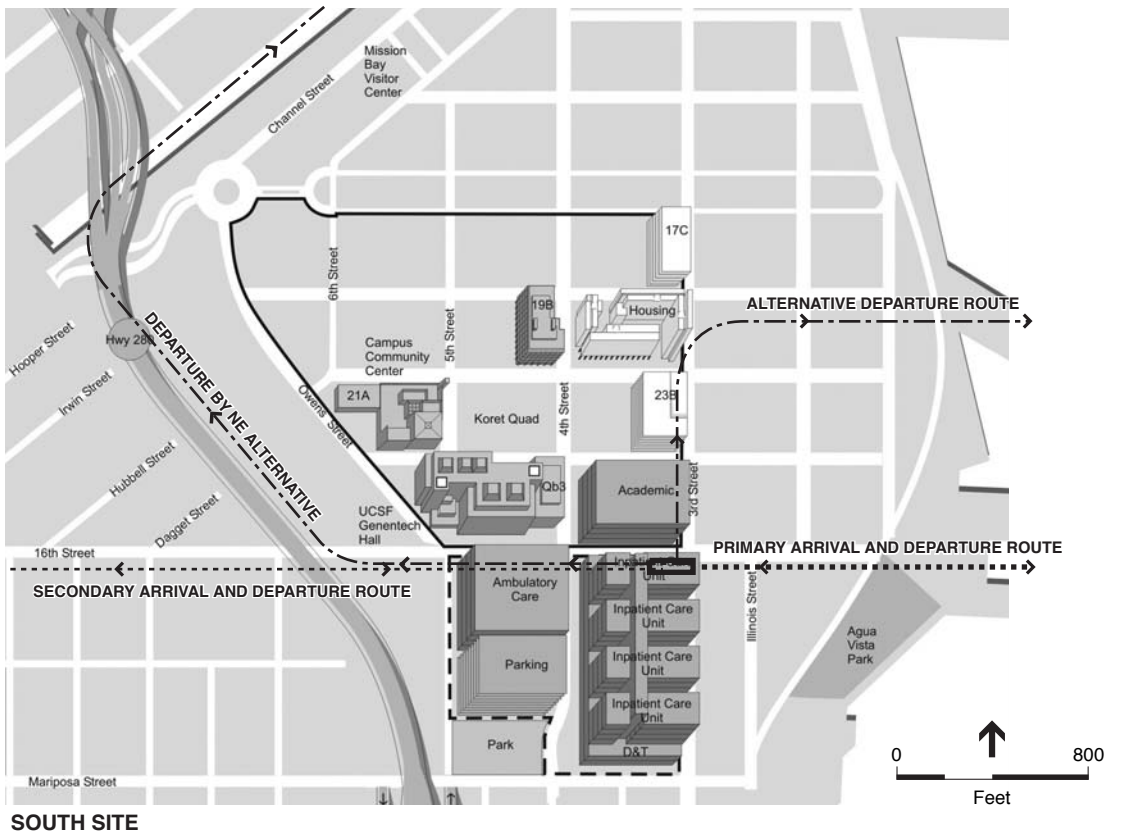 Mission
Bay
Visitor
Center
Channel Street
17C
6th Street
19B
Housing
ALTERNATIVE DEPARTURE ROUTE
5th Street
Hwy 280
Hooper Street
DEPARTURE BY NE ALTERNATIVE
Campus
Community
Center
Irwin Street
21A
23B
Owens Street
Koret Quad
4th Street
Hubbell Street
Qb3
Academic
3rd Street
Dagget Street
UCSF
Genentech
Hall
16th Street
PRIMARY ARRIVAL AND DEPARTURE ROUTE
SECONDARY ARRIVAL AND DEPARTURE ROUTE
Ambulatory
Care
Inpatient Care
Unit
Inpatient Care
Unit
Illinois Street
Agua
Vista
Park
Parking
Inpatient Care
Unit
Inpatient Care
Unit
Park
D&T
0 800
Feet
Mariposa Street
SOUTH SITE